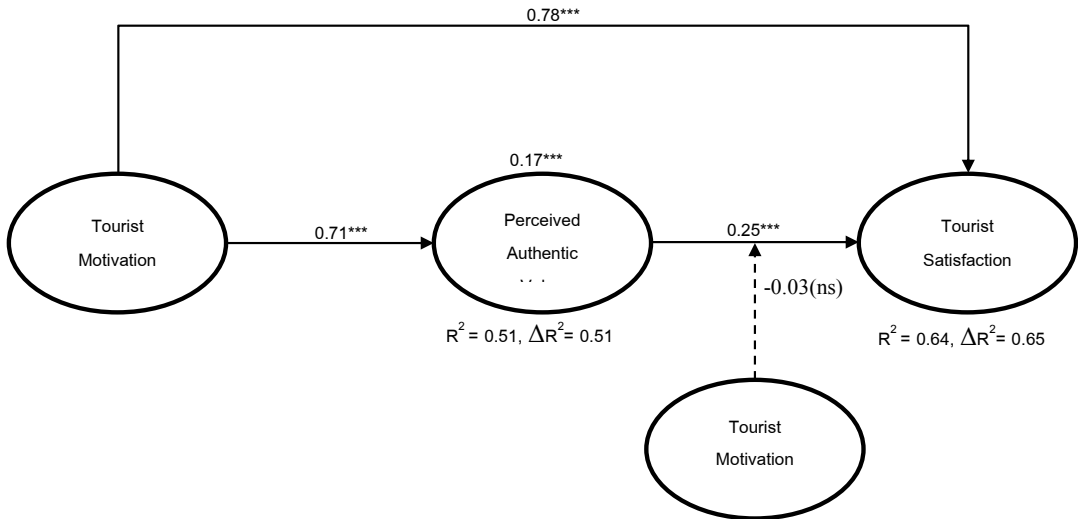 0.78***
0.17***
Tourist
Motivation
0.71***
Perceived
Authentic
0.25***
Tourist
Satisfaction
-0.03(ns)
R² = 0.51, ΔR²= 0.51
R² = 0.64, ΔR²= 0.65
Tourist
Motivation